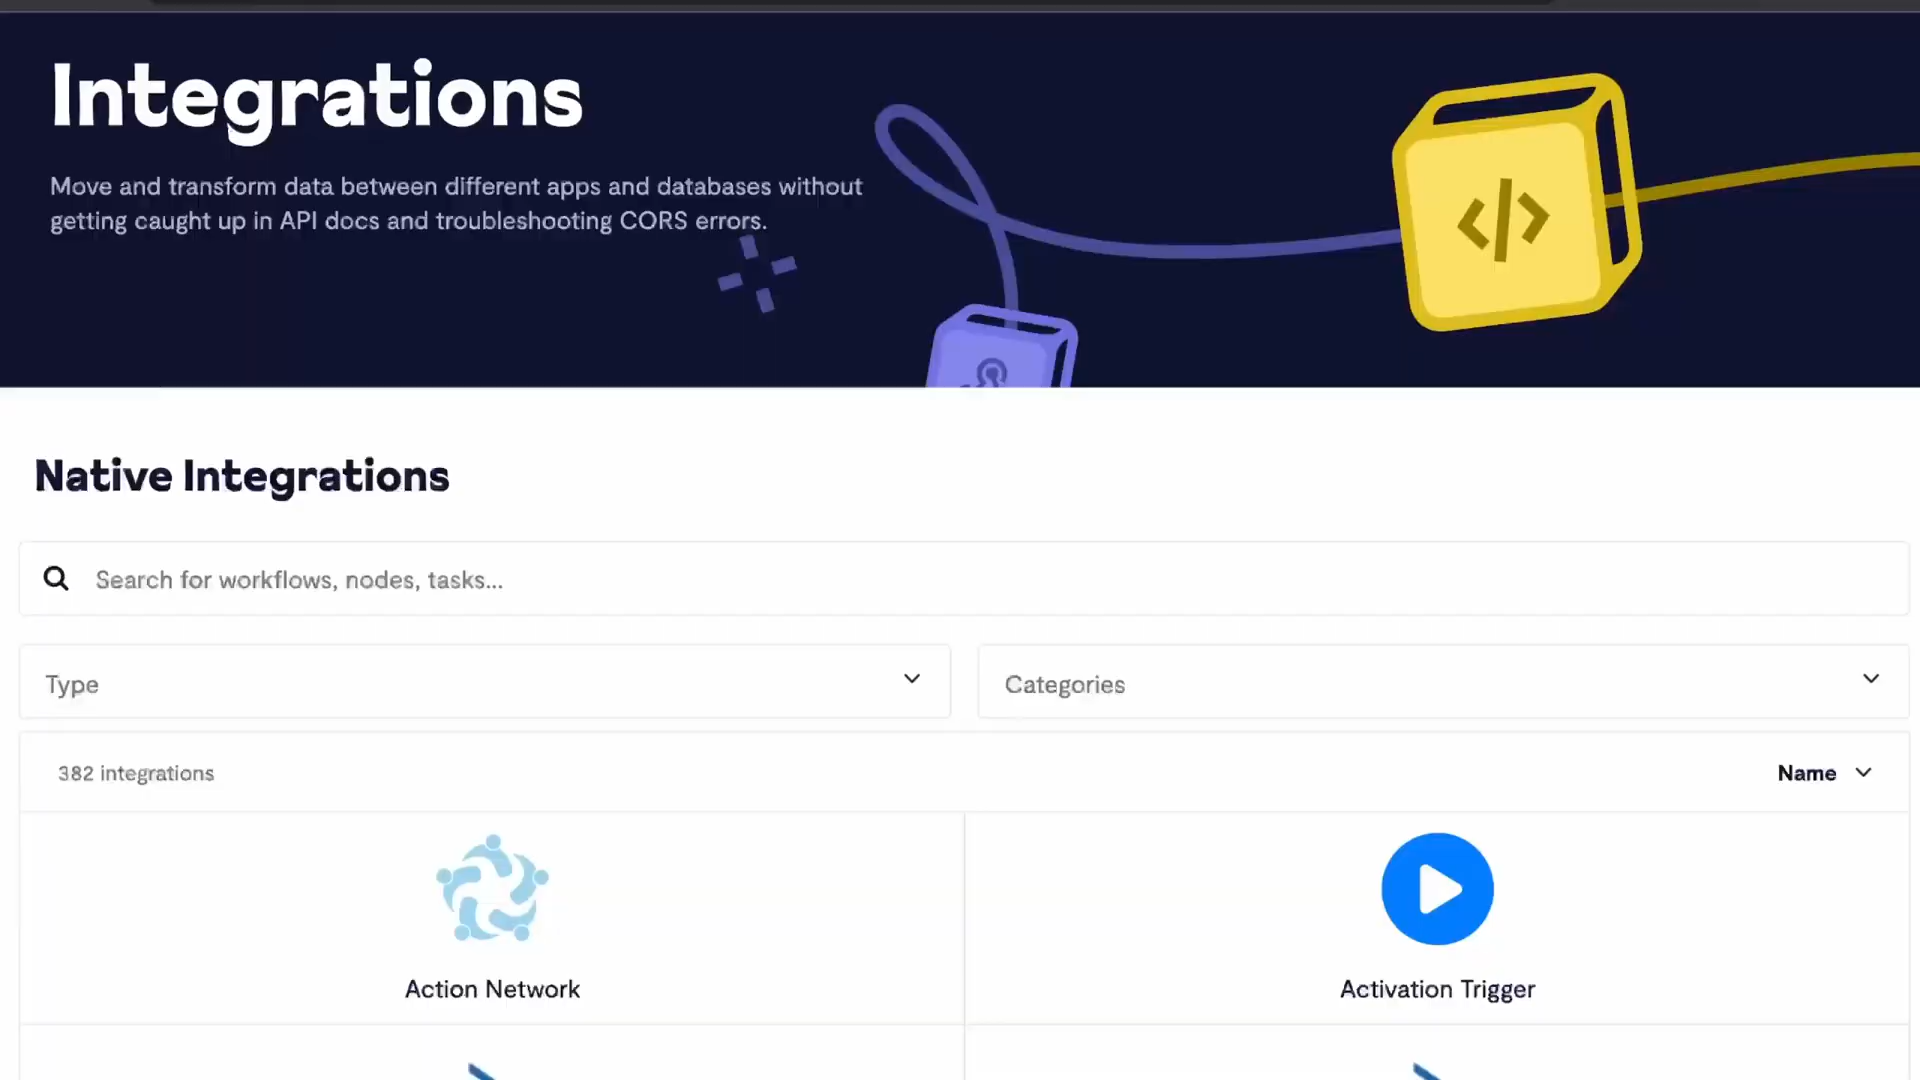 Integrations
Move and transform data between different apps and databases without
getting caught up in API docs and troubleshooting CORS errors.
Native Integrations
Search for workflows, nodes, tasks...
Type
Categories
382 integrations
Name
Action Network
Activation Trigger